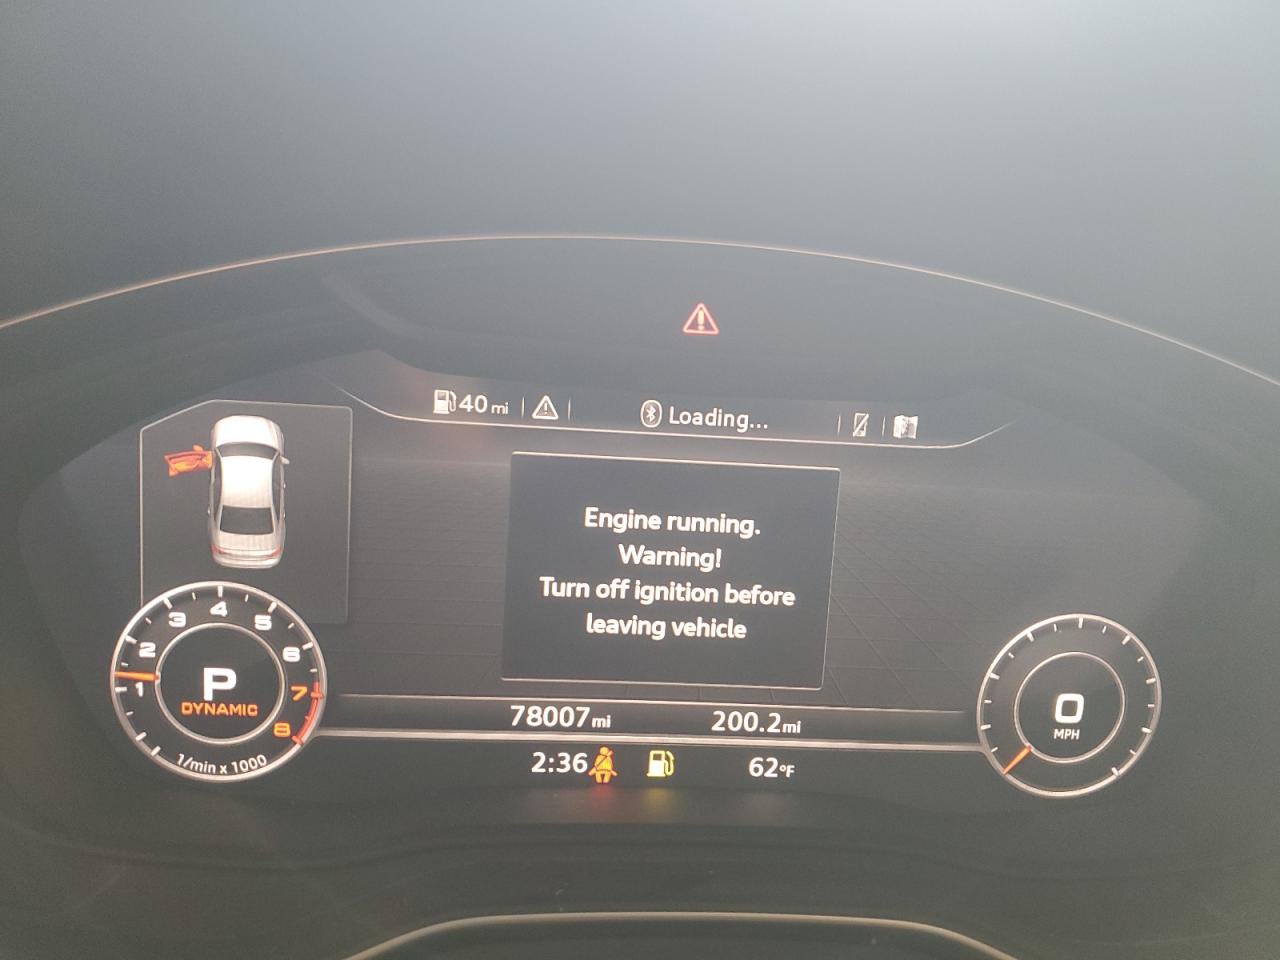 40 mi
Loading...
Engine running.
Warning!
Turn off ignition before
leaving vehicle
1 2 3 4 5 6 7 8
P
DYNAMIC
1/min x 1000
0
MPH
78007 mi
200.2 mi
2:36
62°F